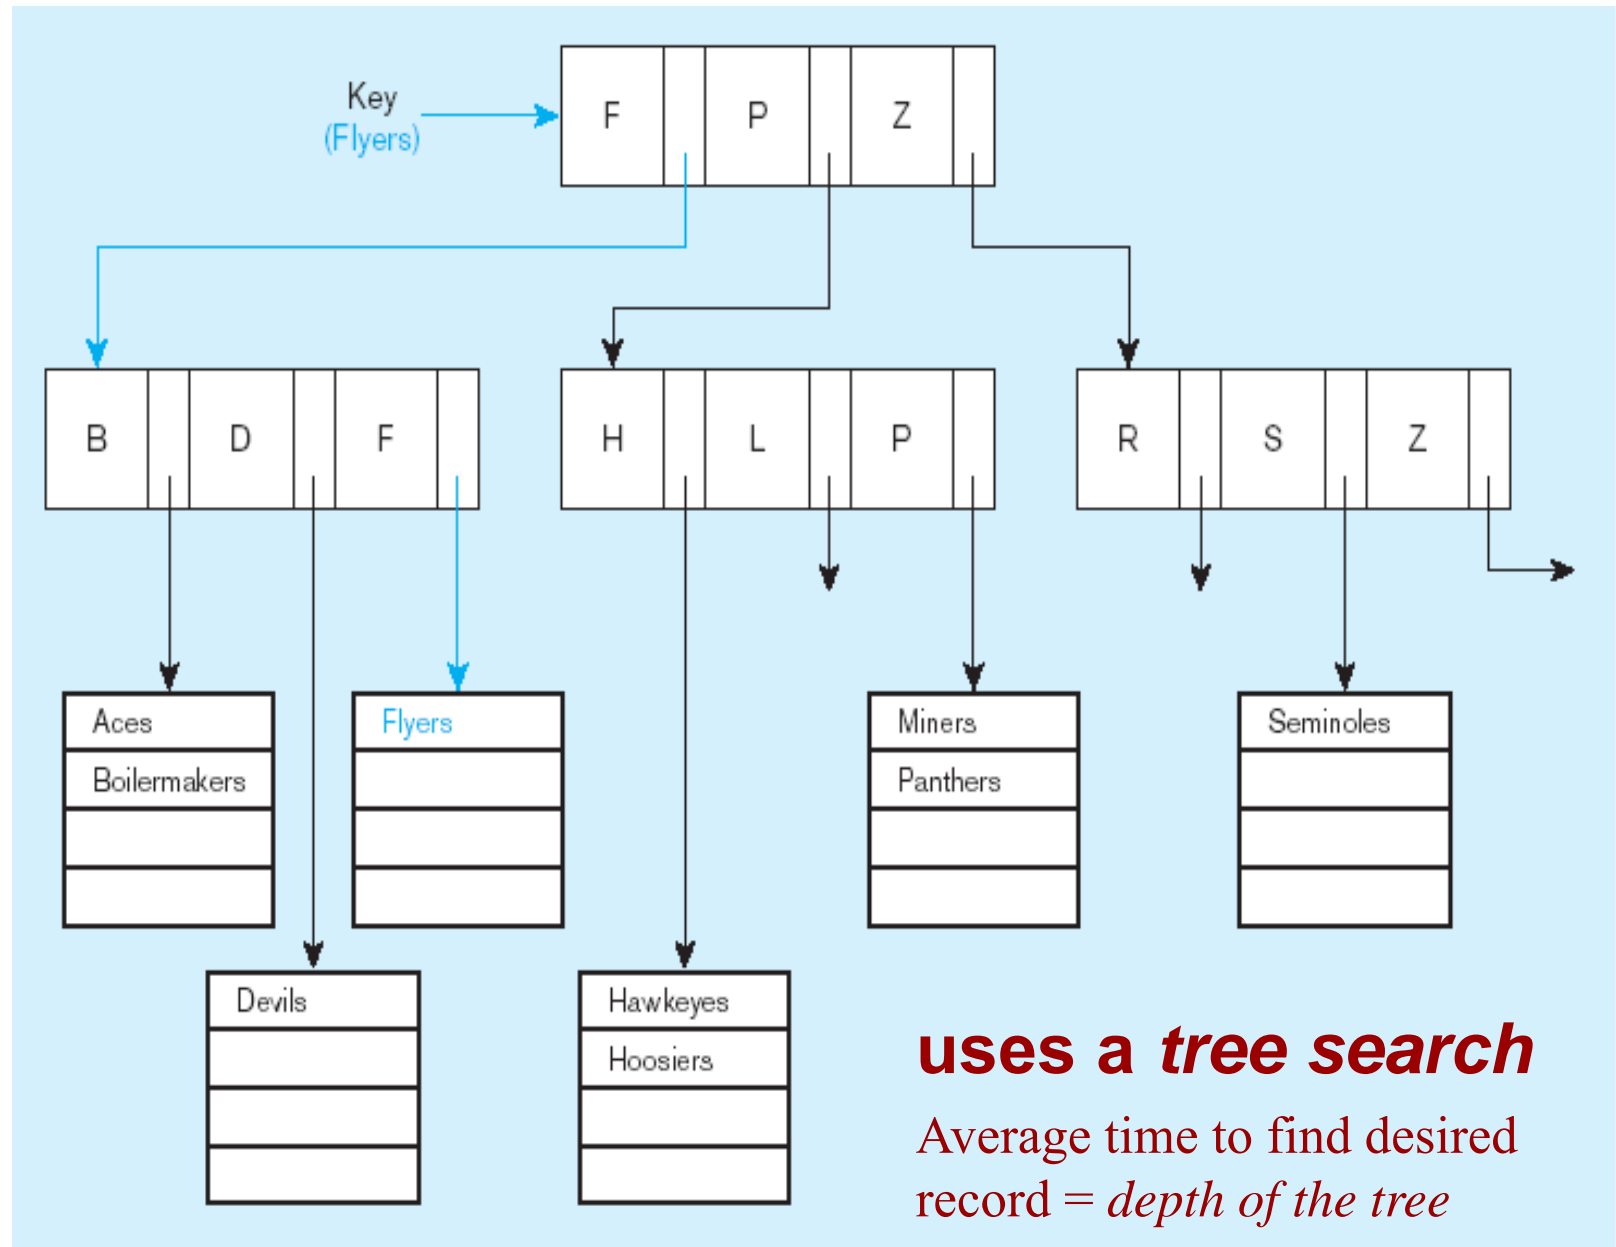 Key
(Flyers)
F P Z
B D F
H L P
R S Z
Aces
Boilermakers
Flyers
Miners
Panthers
Seminoles
Devils
Hawkeyes
Hoosiers
uses a tree search
Average time to find desired
record = depth of the tree